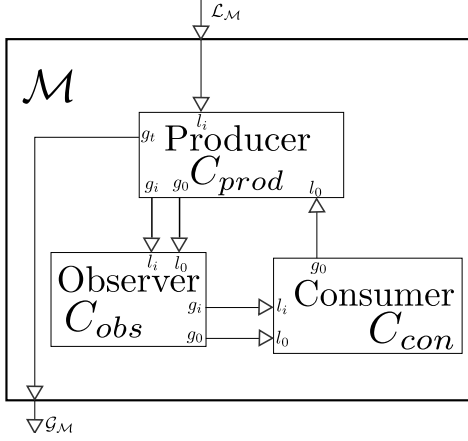 ℒ_ℳ
ℳ
l_i
g_t Producer
C_prod
g_i g_0 l_0
l_i l_0 g_0
Observer
g_i l_i Consumer
C_obs
g_0 l_0 C_con
𝒢_ℳ